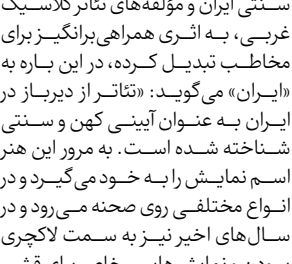 سنتی ایران و مؤلفه‌های تئاتر کلاسیک
غربی، به اثری همراهی‌برانگیز برای
مخاطب تبدیل کرده، در این باره به
«ایران» می‌گوید: «تئاتر از دیرباز در
ایران به عنوان آیینی کهن و سنتی
شناخته شده است. به مرور این هنر
اسم نمایش را به خود می‌گیرد و در
انواع مختلفی روی صحنه می‌رود و در
سال‌های اخیر نیز به سمت لاکچری